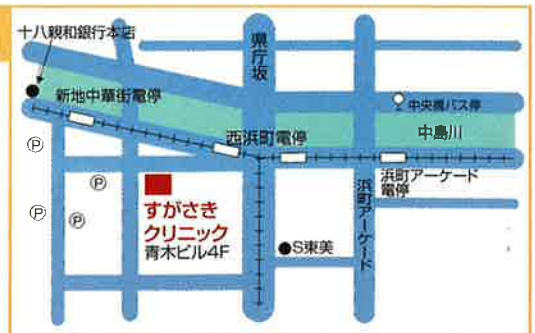 十八親和銀行本店
県庁坂
新地中華街電停
中央橋バス停
中島川
西浜町電停
浜町アーケード
電停
Ⓟ
Ⓟ
Ⓟ
Ⓟ
すがさき
クリニック
青木ビル4F
S東美
浜町アーケード